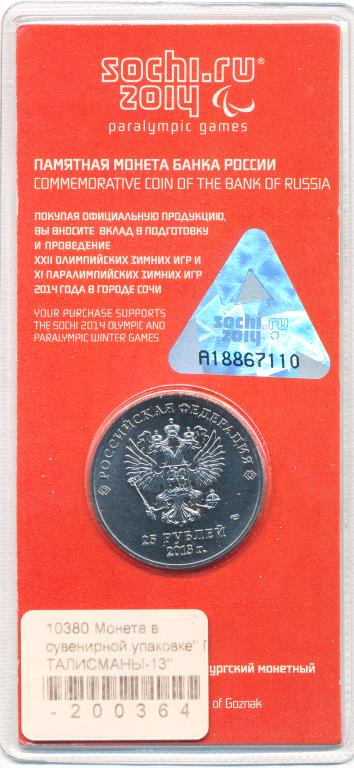 sochi.ru
2014
paralympic games
ПАМЯТНАЯ МОНЕТА БАНКА РОССИИ
COMMEMORATIVE COIN OF THE BANK OF RUSSIA
ПОКУПАЯ ОФИЦИАЛЬНУЮ ПРОДУКЦИЮ,
ВЫ ВНОСИТЕ ВКЛАД В ПОДГОТОВКУ
И ПРОВЕДЕНИЕ
XXII ОЛИМПИЙСКИХ ЗИМНИХ ИГР И
XI ПАРАЛИМПИЙСКИХ ЗИМНИХ ИГР
2014 ГОДА В ГОРОДЕ СОЧИ
YOUR PURCHASE SUPPORTS
THE SOCHI 2014 OLYMPIC AND
PARALYMPIC WINTER GAMES
sochi.ru
2014
A18867110
РОССИЙСКАЯ ФЕДЕРАЦИЯ
25 РУБЛЕЙ
2013 г.
10380 Монета в
сувенирной упаковке"
ТАЛИСМАНЫ-13"
-200364
ургский монетный
of Goznak